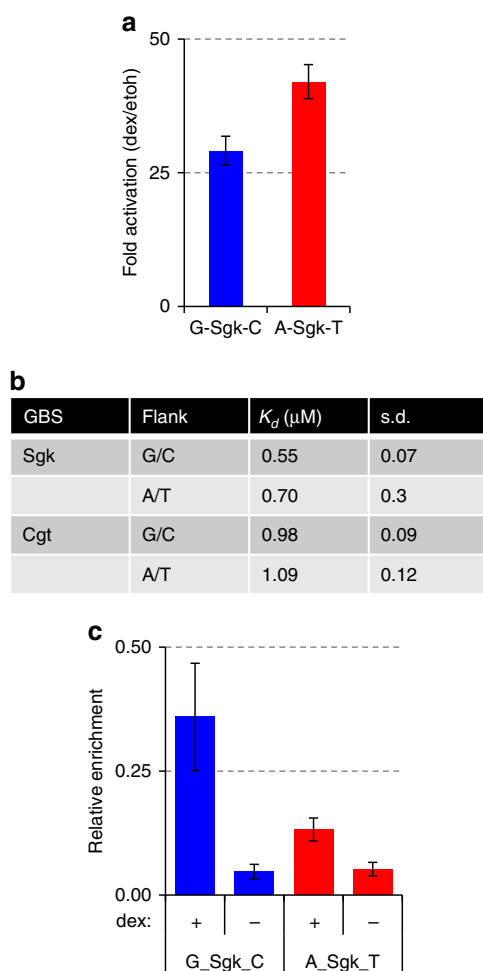 a
50
25
0
Fold activation (dex/etoh)
G-Sgk-C A-Sgk-T
b
GBS Flank K_d (μM) s.d.
Sgk G/C 0.55 0.07
A/T 0.70 0.3
Cgt G/C 0.98 0.09
A/T 1.09 0.12
c
0.50
0.25
0.00
Relative enrichment
dex: + − + −
G_Sgk_C A_Sgk_T